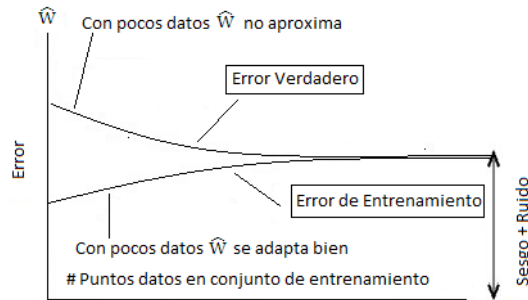 Ŵ
Con pocos datos Ŵ no aproxima
Error Verdadero
Error
Error de Entrenamiento
Con pocos datos Ŵ se adapta bien
# Puntos datos en conjunto de entrenamiento
Sesgo + Ruido